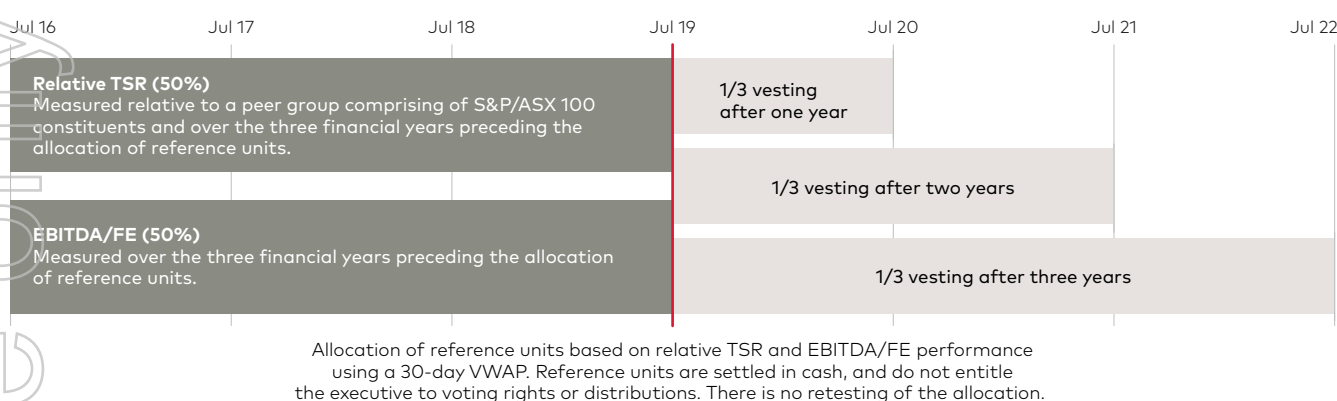 Jul 16 Jul 17 Jul 18 Jul 19 Jul 20 Jul 21 Jul 22
Relative TSR (50%)
Measured relative to a peer group comprising of S&P/ASX 100
constituents and over the three financial years preceding the
allocation of reference units.
1/3 vesting
after one year
1/3 vesting after two years
EBITDA/FE (50%)
Measured over the three financial years preceding the allocation
of reference units.
1/3 vesting after three years
Allocation of reference units based on relative TSR and EBITDA/FE performance
using a 30-day VWAP. Reference units are settled in cash, and do not entitle
the executive to voting rights or distributions. There is no retesting of the allocation.